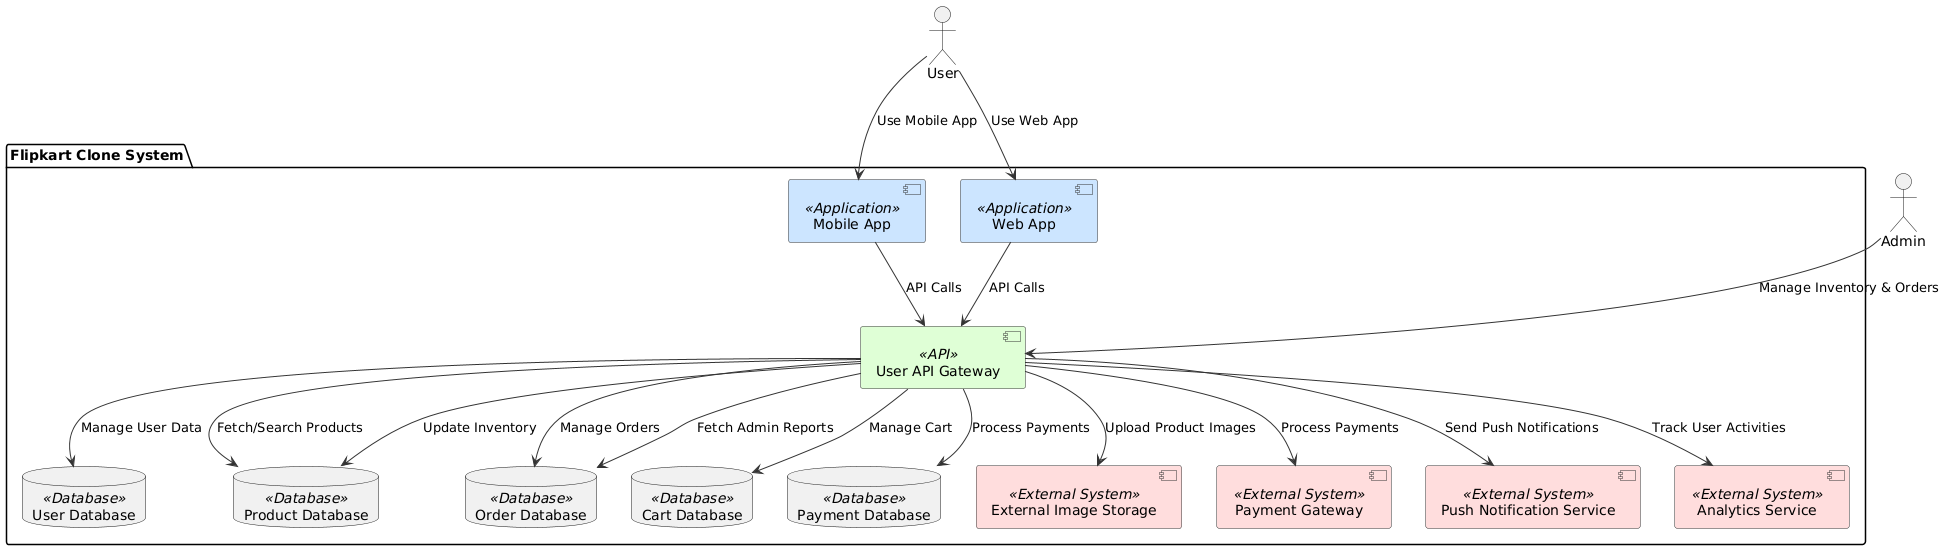 User
Use Mobile App
Use Web App
Flipkart Clone System
«Application»
Mobile App
«Application»
Web App
Admin
API Calls
API Calls
Manage Inventory & Orders
«API»
User API Gateway
Manage User Data
Fetch/Search Products
Update Inventory
Manage Orders
Fetch Admin Reports
Manage Cart
Process Payments
Upload Product Images
Process Payments
Send Push Notifications
Track User Activities
«Database»
User Database
«Database»
Product Database
«Database»
Order Database
«Database»
Cart Database
«Database»
Payment Database
«External System»
External Image Storage
«External System»
Payment Gateway
«External System»
Push Notification Service
«External System»
Analytics Service